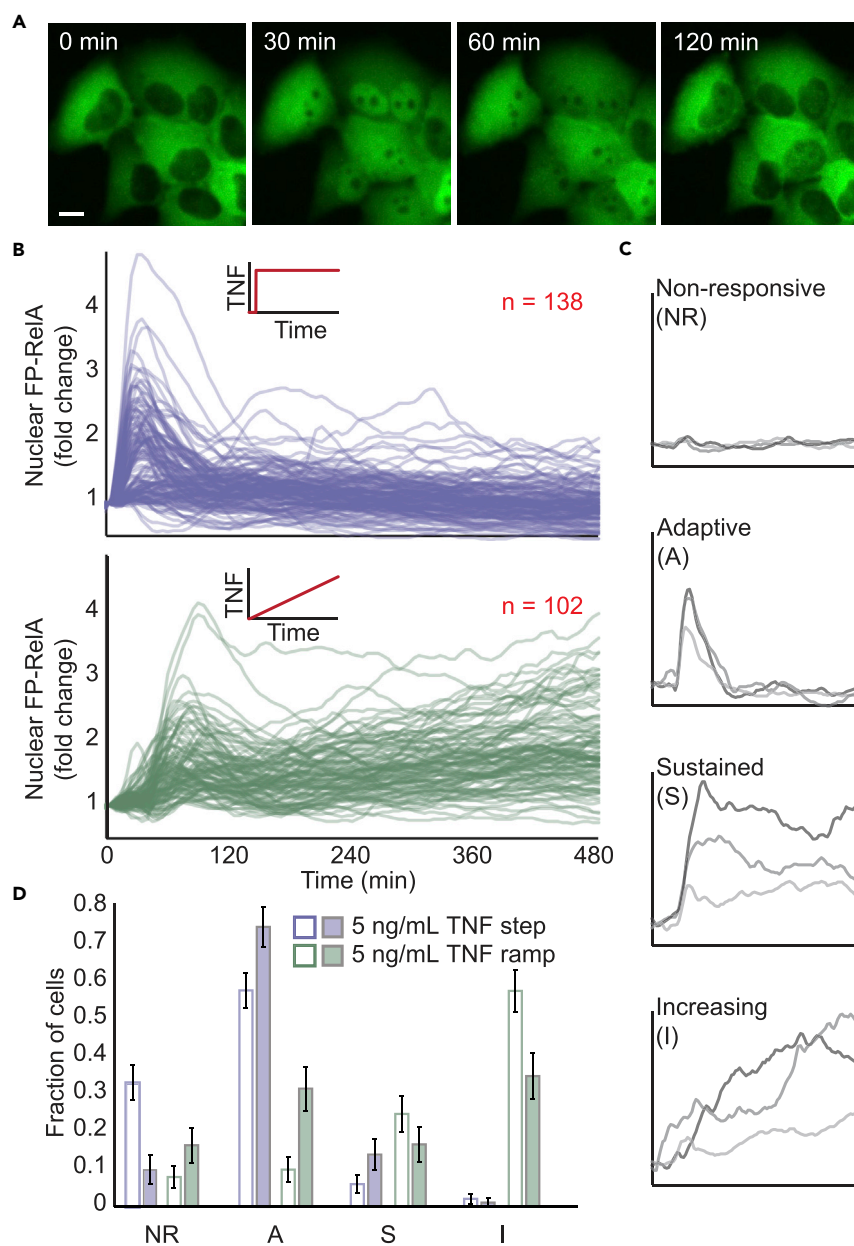 A
0 min
30 min
60 min
120 min
B
Nuclear FP-RelA
(fold change)
4
3
2
1
TNF
Time
n = 138
Nuclear FP-RelA
(fold change)
4
3
2
1
TNF
Time
n = 102
0
120
240
360
480
Time (min)
C
Non-responsive
(NR)
Adaptive
(A)
Sustained
(S)
Increasing
(I)
D
Fraction of cells
0.8
0.7
0.6
0.5
0.4
0.3
0.2
0.1
0
5 ng/mL TNF step
5 ng/mL TNF ramp
NR
A
S
I